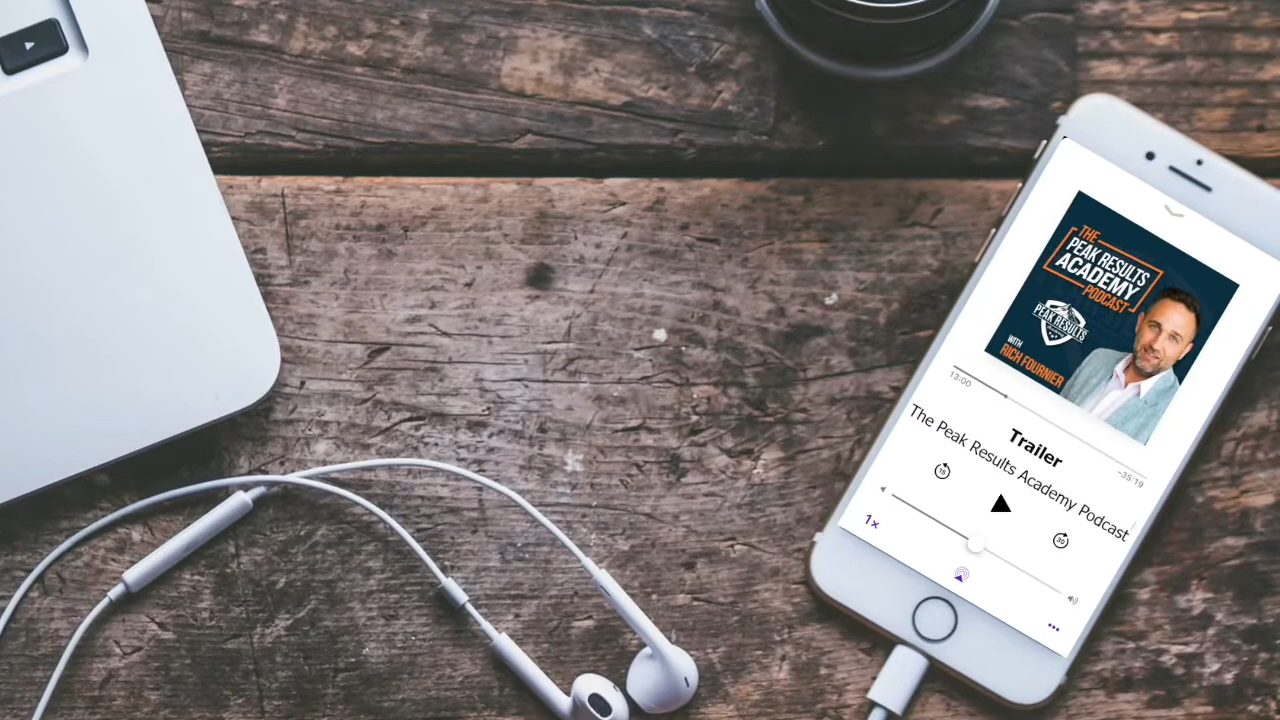 THE
PEAK RESULTS
ACADEMY
PODCAST
PEAK RESULTS
WITH
RICH FOURNIER
13:00
-35:19
Trailer
The Peak Results Academy Podcast
15
30
1×